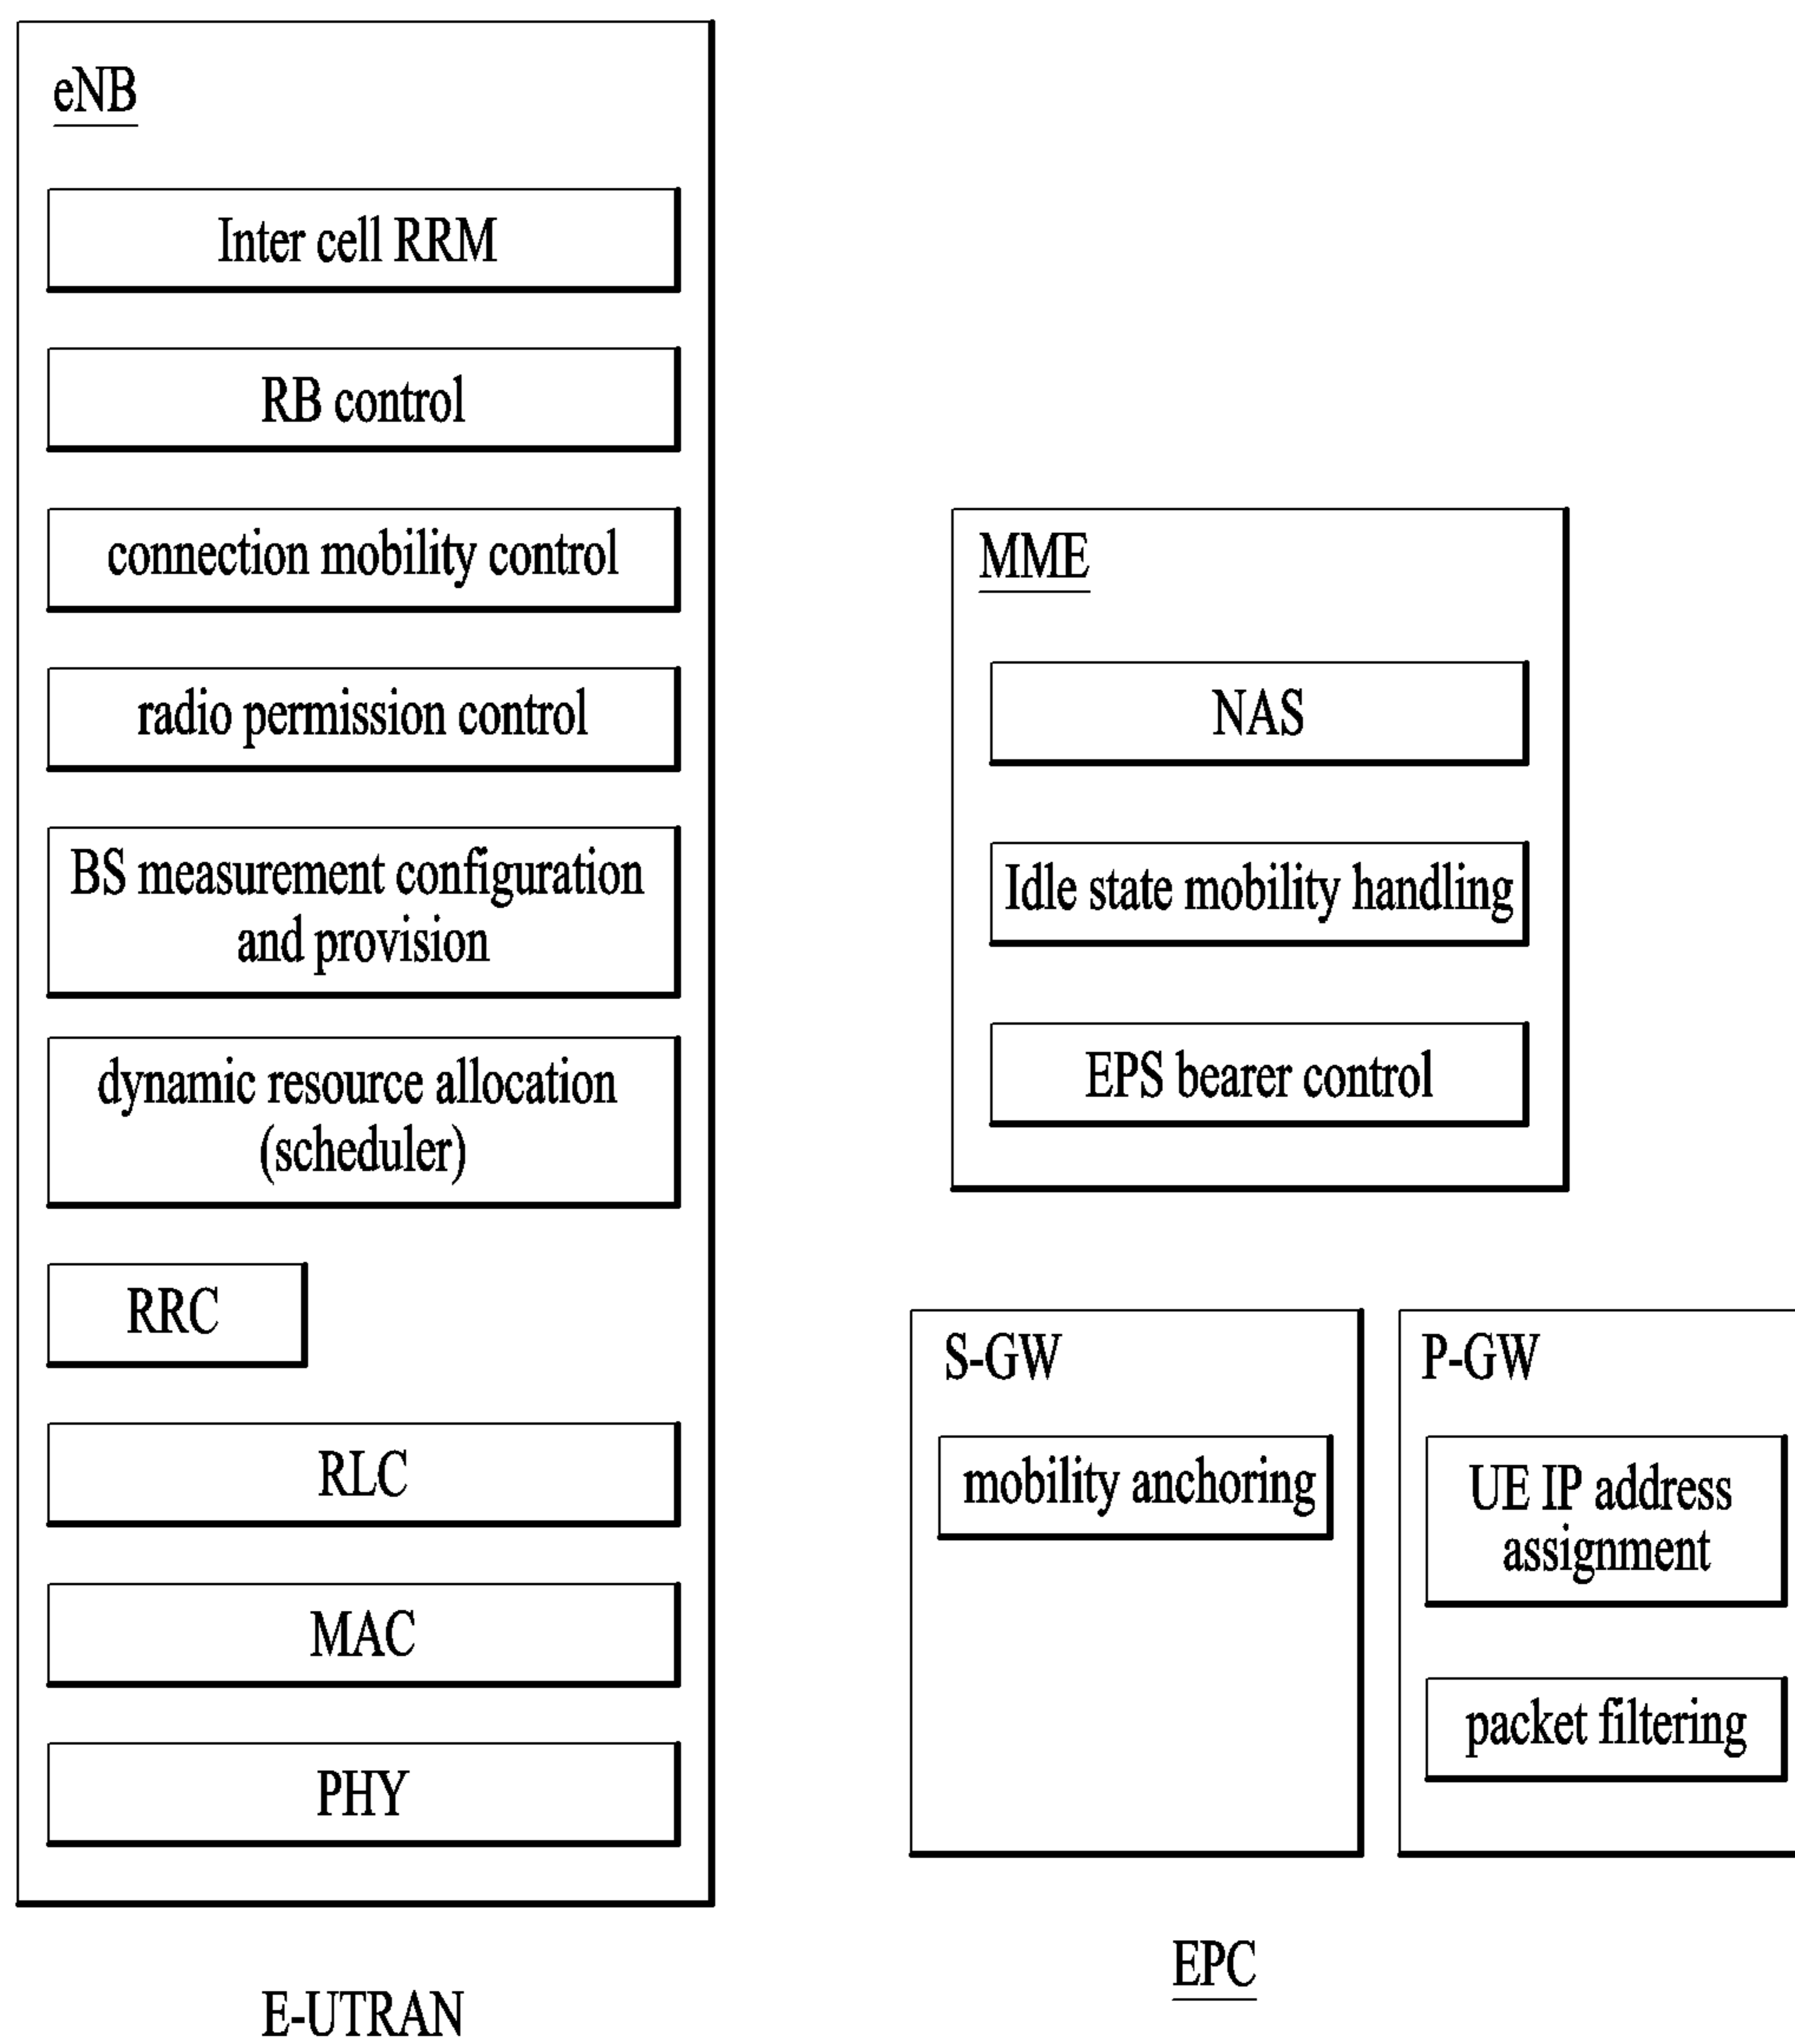 eNB
Inter cell RRM
RB control
connection mobility control
radio permission control
BS measurement configuration
and provision
dynamic resource allocation
(scheduler)
RRC
RLC
MAC
PHY
E-UTRAN
MME
NAS
Idle state mobility handling
EPS bearer control
S-GW
mobility anchoring
P-GW
UE IP address
assignment
packet filtering
EPC